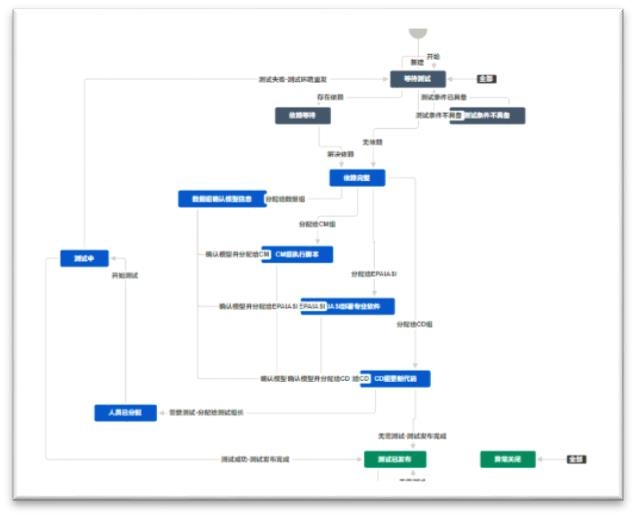 开始
新建
等待测试
全部
测试失败-测试环境重发
存在依赖
测试条件已具备
依赖等待
测试条件不具备
测试条件不具备
无依赖
解决依赖
依赖完整
数据组确认模型信息
分配给数据组
分配给CM组
确认模型并分配给CM
CM组执行脚本
测试中
开始测试
分配给EPAIASI
确认模型并分配给EPAIASI
分配给CD组
CD组更新代码
确认模型并分配给CD
给CD
人员已分配
需要测试-分配给测试组长
无需测试-测试发布完成
测试成功-测试发布完成
测试已发布
异常关闭
全部